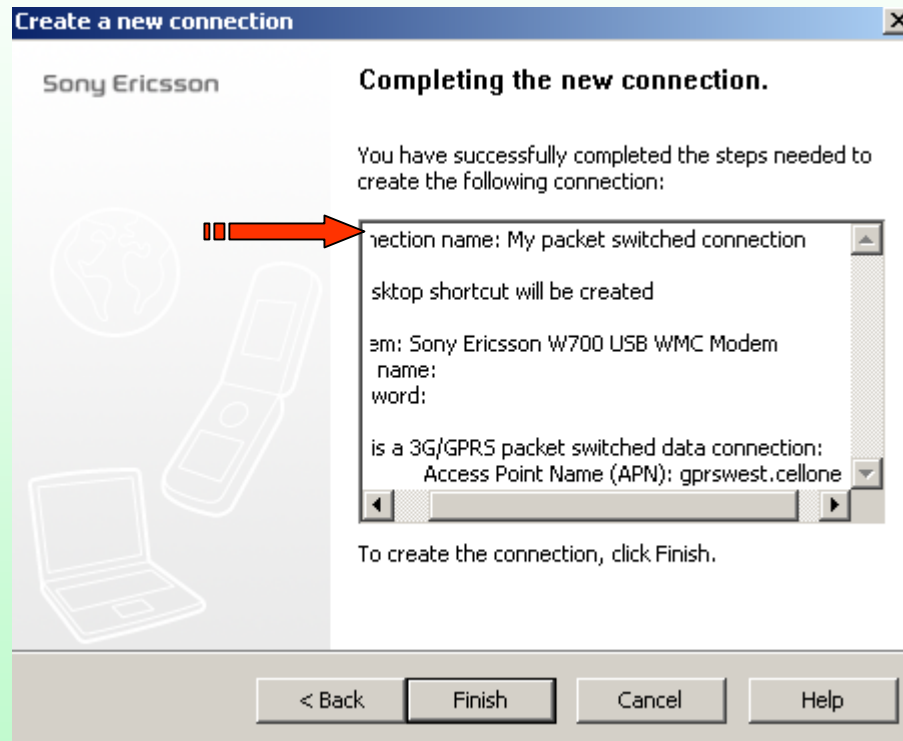 Create a new connection
Sony Ericsson
Completing the new connection.
You have successfully completed the steps needed to
create the following connection:
nection name: My packet switched connection
sktop shortcut will be created
em: Sony Ericsson W700 USB WMC Modem
name:
word:
is a 3G/GPRS packet switched data connection:
Access Point Name (APN): gprswest.cellone
To create the connection, click Finish.
< Back
Finish
Cancel
Help